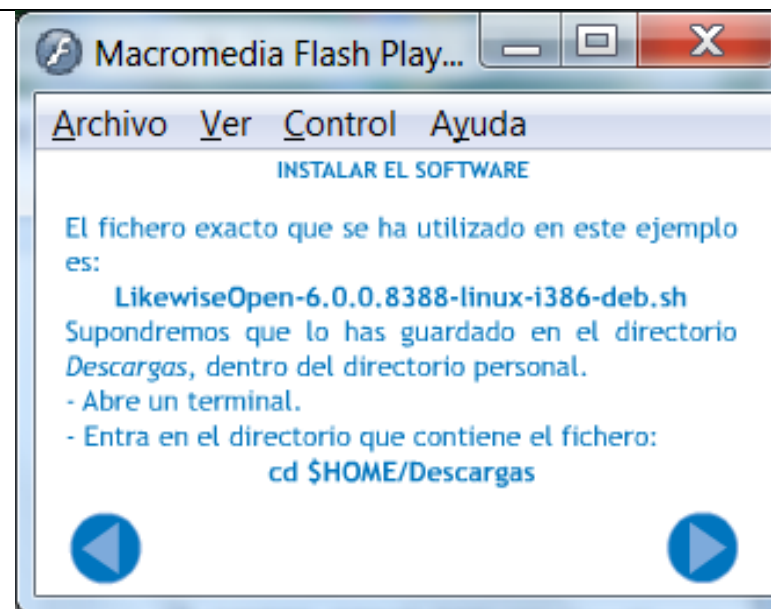 Macromedia Flash Play...
Archivo Ver Control Ayuda
INSTALAR EL SOFTWARE
El fichero exacto que se ha utilizado en este ejemplo
es:
LikewiseOpen-6.0.0.8388-linux-i386-deb.sh
Supondremos que lo has guardado en el directorio
Descargas, dentro del directorio personal.
- Abre un terminal.
- Entra en el directorio que contiene el fichero:
cd $HOME/Descargas